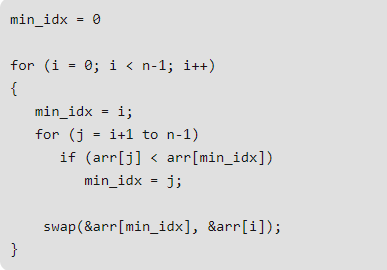 min_idx = 0
for (i = 0; i < n-1; i++)
{
min_idx = i;
for (j = i+1 to n-1)
if (arr[j] < arr[min_idx])
min_idx = j;
swap(&arr[min_idx], &arr[i]);
}